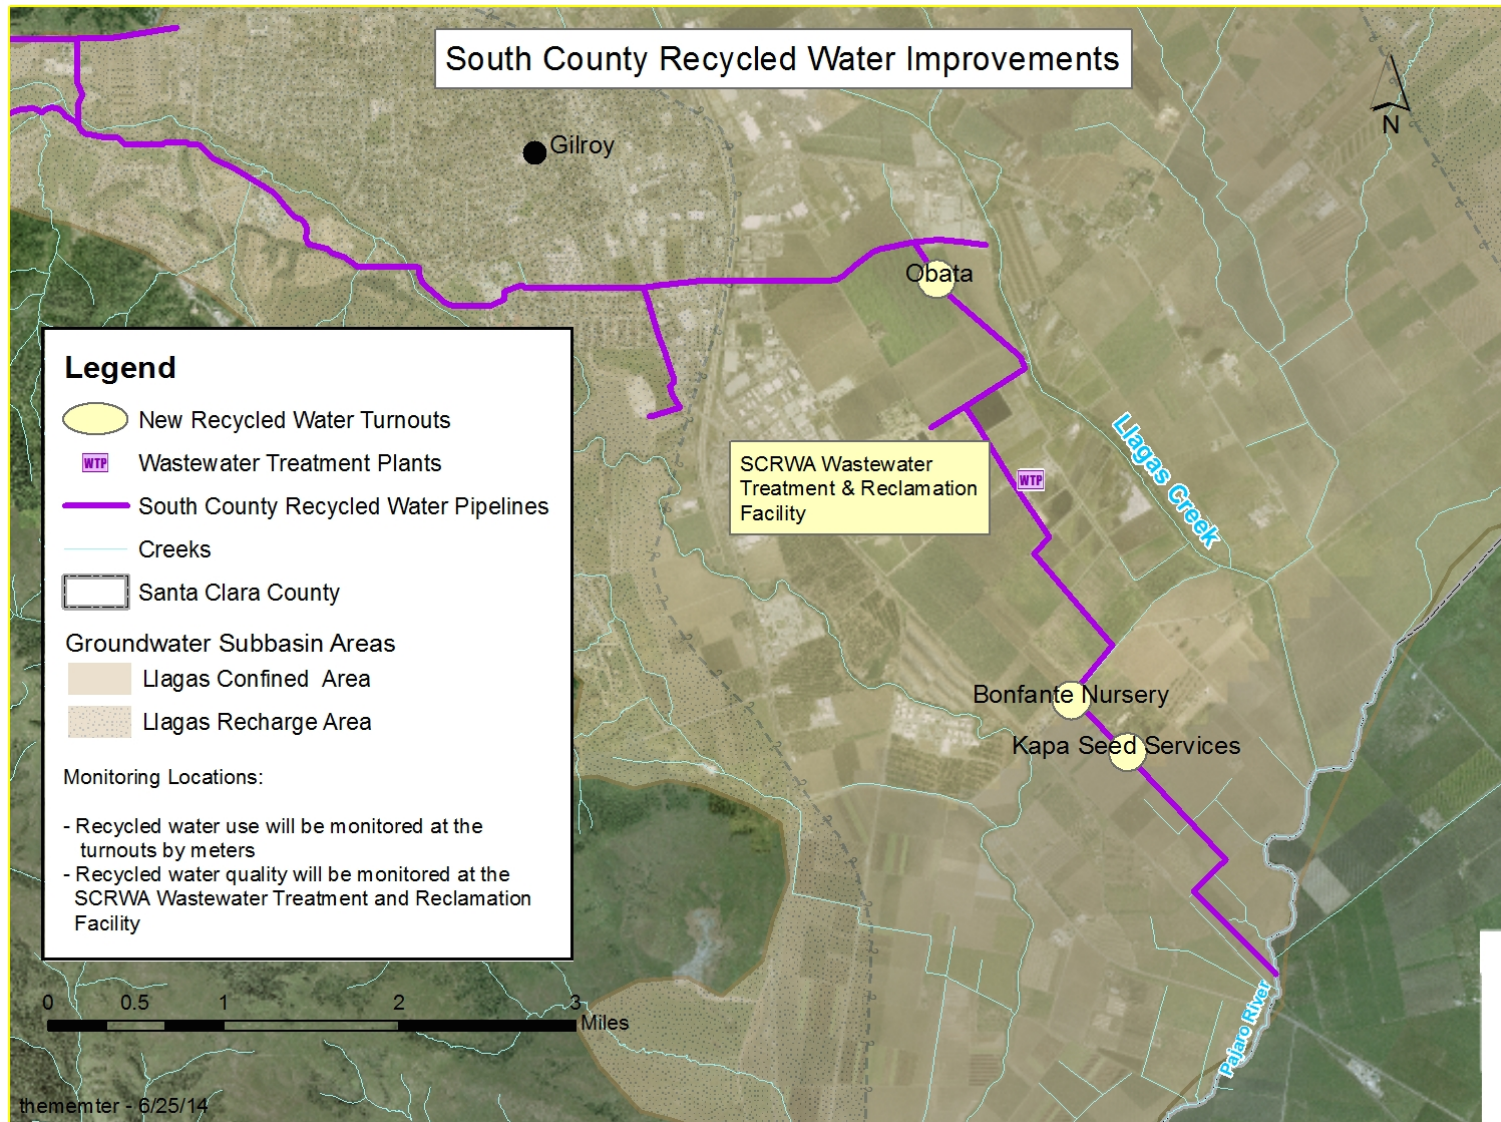 South County Recycled Water Improvements
N
Gilroy
Obata
Llagas Creek
WTP
SCRWA Wastewater
Treatment & Reclamation
Facility
Bonfante Nursery
Kapa Seed Services
Pajaro River
Legend
New Recycled Water Turnouts
WTP Wastewater Treatment Plants
South County Recycled Water Pipelines
Creeks
Santa Clara County
Groundwater Subbasin Areas
Llagas Confined Area
Llagas Recharge Area
Monitoring Locations:
- Recycled water use will be monitored at the
turnouts by meters
- Recycled water quality will be monitored at the
SCRWA Wastewater Treatment and Reclamation
Facility
0 0.5 1 2 3
Miles
thememter - 6/25/14